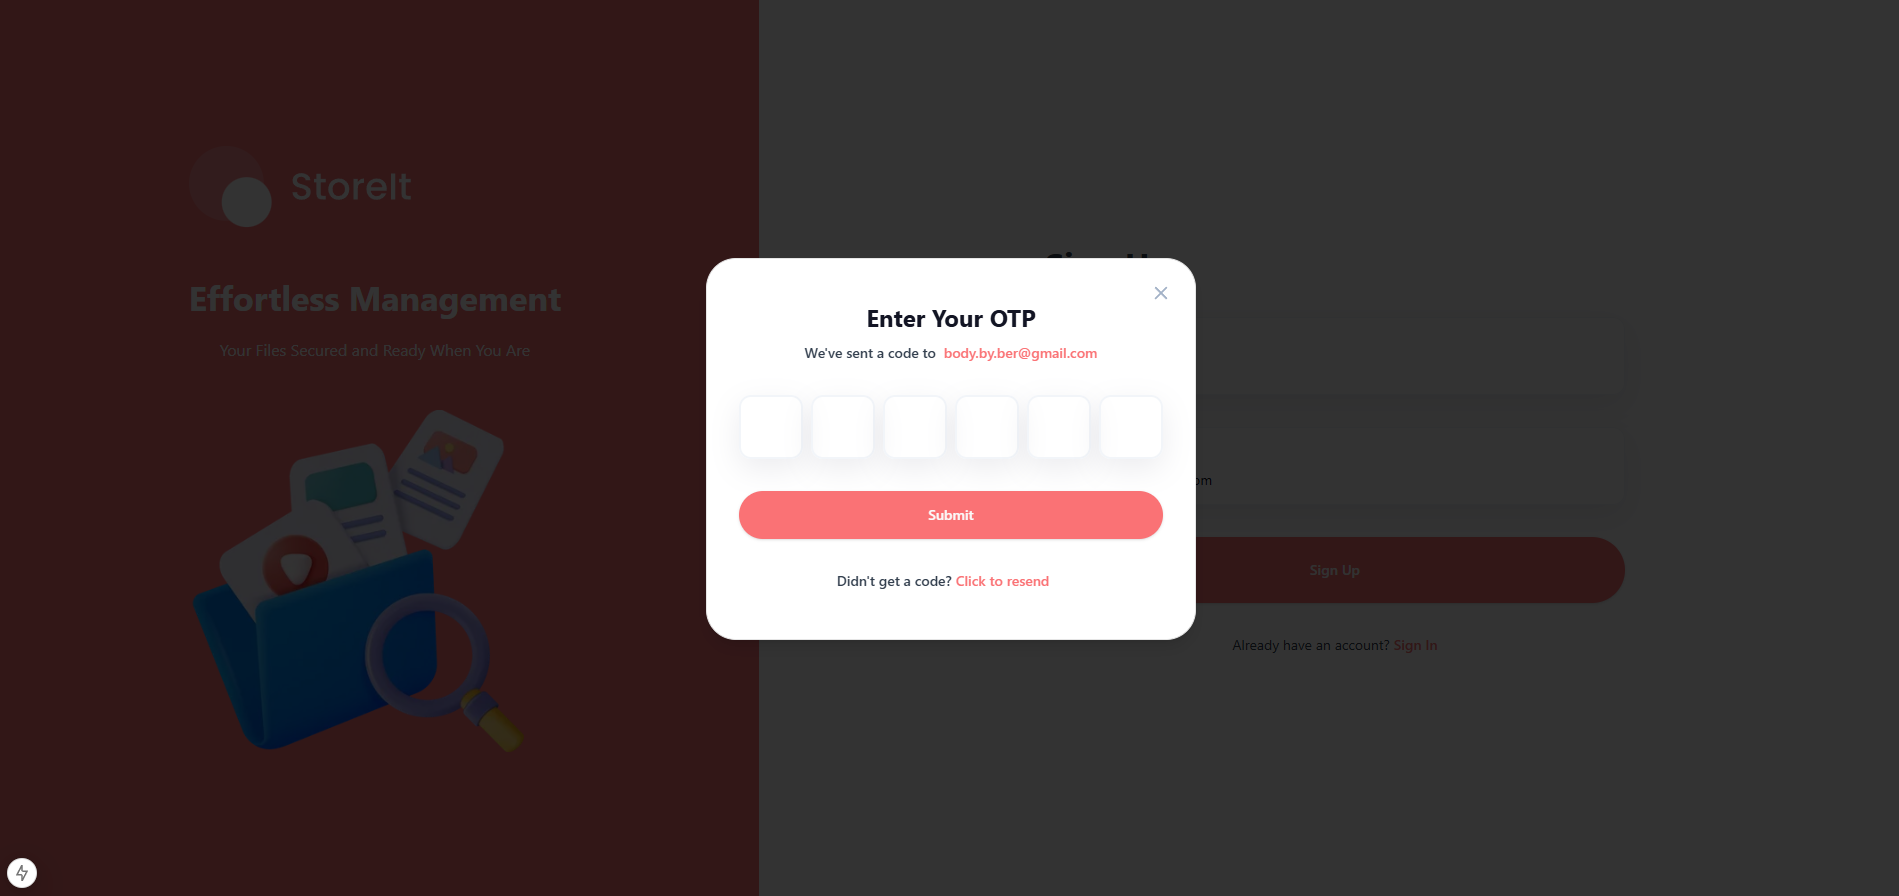 StoreIt
Effortless Management
Your Files Secured and Ready When You Are
Enter Your OTP
We've sent a code to body.by.ber@gmail.com
Submit
Didn't get a code? Click to resend
Sign Up
Already have an account? Sign In